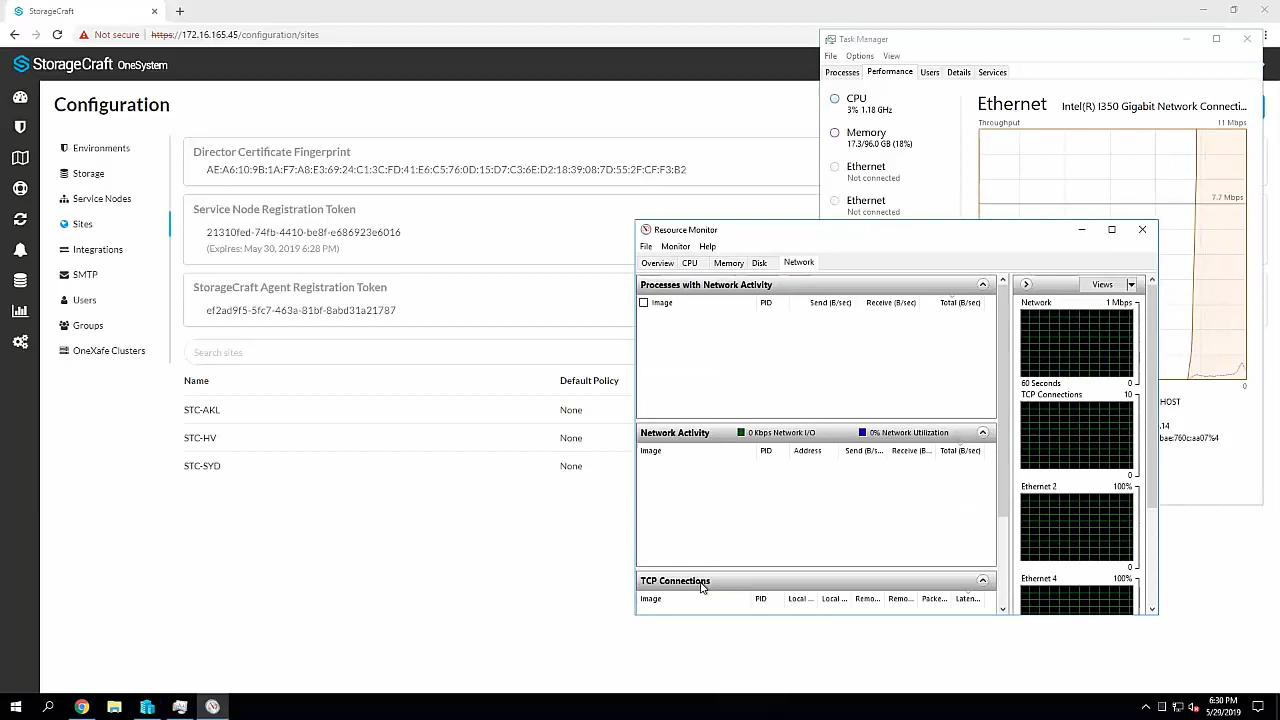 StorageCraft
Not secure
https://172.16.165.45/configuration/sites
StorageCraft OneSystem
Configuration
Environments
Storage
Service Nodes
Sites
Integrations
SMTP
Users
Groups
OneXafe Clusters
Director Certificate Fingerprint
AE:A6:10:9B:1A:F7:A8:E3:69:24:C1:3C:FD:41:E6:C5:76:0D:15:D7:C3:6E:D2:18:39:08:7D:55:2F:CF:F3:B2
Service Node Registration Token
21310fed-74fb-4410-be8f-e686923e6016
(Expires: May 30, 2019 6:28 PM)
StorageCraft Agent Registration Token
ef2ad9f5-5fc7-463a-81bf-8abd31a21787
Search sites
Name Default Policy
STC-AKL None
STC-HV None
STC-SYD None
Task Manager
File Options View
Processes Performance Users Details Services
CPU
3% 1.18 GHz
Memory
17.3/96.0 GB (18%)
Ethernet
Not connected
Ethernet
Not connected
Ethernet Intel(R) I350 Gigabit Network Connecti...
Throughput 11 Mbps
7.7 Mbps
0
HOST
.14
bae:760c:aa07%4
Resource Monitor
File Monitor Help
Overview CPU Memory Disk Network
Processes with Network Activity
Image PID Send (B/sec) Receive (B/sec) Total (B/sec)
Network Activity 0 Kbps Network I/O 0% Network Utilization
Image PID Address Send (B/s... Receive (B... Total (B/sec)
TCP Connections
Image PID Local ... Local ... Remo... Remo... Packe... Laten...
Views
Network 1 Mbps
60 Seconds 0
TCP Connections 10
0
Ethernet 2 100%
0
Ethernet 4 100%
6:30 PM
5/29/2019